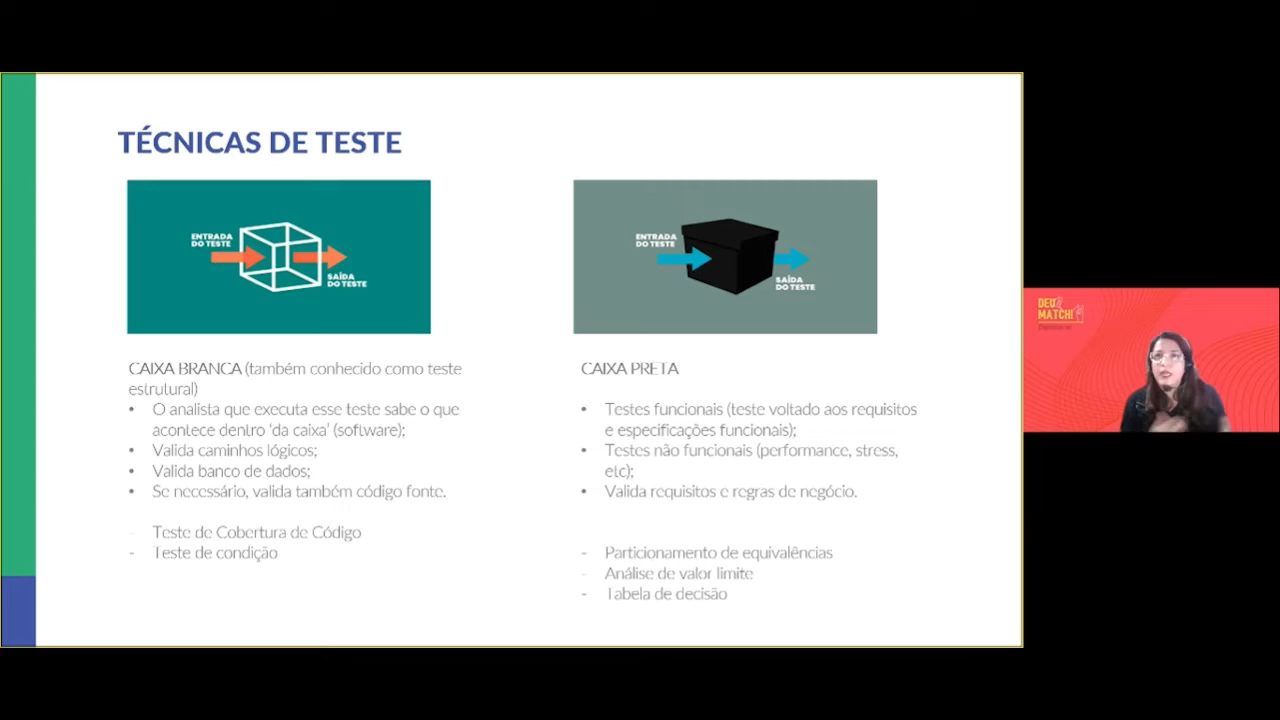 TÉCNICAS DE TESTE
ENTRADA
DO TESTE
SAÍDA
DO TESTE
ENTRADA
DO TESTE
SAÍDA
DO TESTE
CAIXA BRANCA (também conhecido como teste
estrutural)
• O analista que executa esse teste sabe o que
acontece dentro ‘da caixa’ (software);
• Valida caminhos lógicos;
• Valida banco de dados;
• Se necessário, valida também código fonte.
- Teste de Cobertura de Código
- Teste de condição
CAIXA PRETA
• Testes funcionais (teste voltado aos requisitos
e especificações funcionais);
• Testes não funcionais (performance, stress,
etc);
• Valida requisitos e regras de negócio.
- Particionamento de equivalências
- Análise de valor limite
- Tabela de decisão
DEU
MATCH!